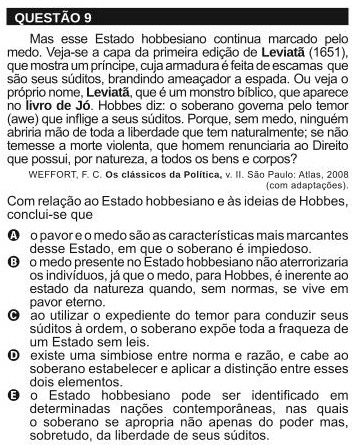 QUESTÃO 9
Mas esse Estado hobbesiano continua marcado pelo
medo. Veja-se a capa da primeira edição de Leviatã (1651),
que mostra um príncipe, cuja armadura é feita de escamas que
são seus súditos, brandindo ameaçador a espada. Ou veja o
próprio nome, Leviatã, que é um monstro bíblico, que aparece
no livro de Jó. Hobbes diz: o soberano governa pelo temor
(awe) que inflige a seus súditos. Porque, sem medo, ninguém
abriria mão de toda a liberdade que tem naturalmente; se não
temesse a morte violenta, que homem renunciaria ao Direito
que possui, por natureza, a todos os bens e corpos?
WEFFORT, F. C. Os clássicos da Política, v. II. São Paulo: Atlas, 2008
(com adaptações).
Com relação ao Estado hobbesiano e às ideias de Hobbes,
conclui-se que
A o pavor e o medo são as características mais marcantes
desse Estado, em que o soberano é impiedoso.
B o medo presente no Estado hobbesiano não aterrorizaria
os indivíduos, já que o medo, para Hobbes, é inerente ao
estado da natureza quando, sem normas, se vive em
pavor eterno.
C ao utilizar o expediente do temor para conduzir seus
súditos à ordem, o soberano expõe toda a fraqueza de
um Estado sem leis.
D existe uma simbiose entre norma e razão, e cabe ao
soberano estabelecer e aplicar a distinção entre esses
dois elementos.
E o Estado hobbesiano pode ser identificado em
determinadas nações contemporâneas, nas quais
o soberano se apropria não apenas do poder mas,
sobretudo, da liberdade de seus súditos.